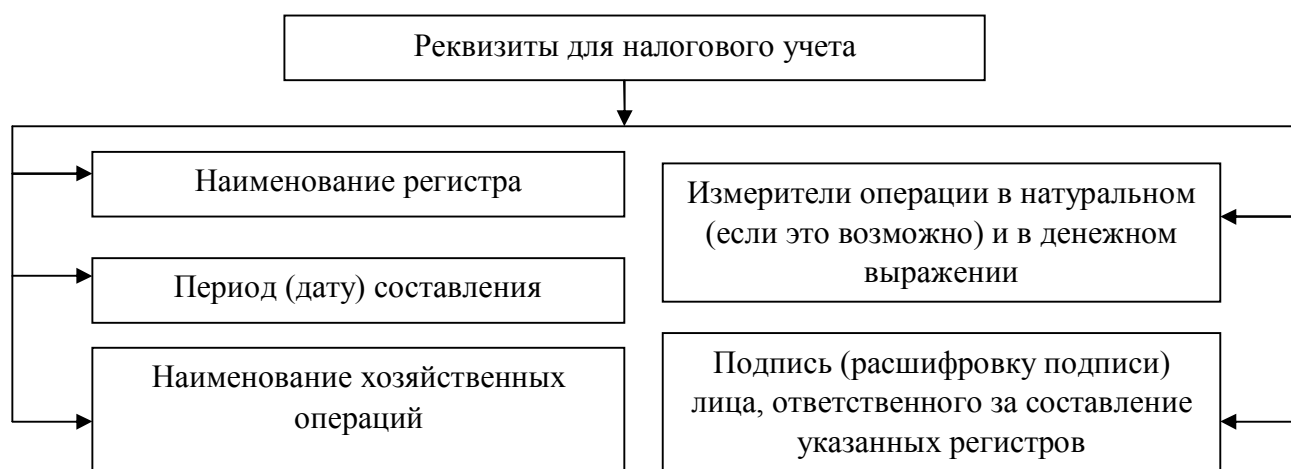 Реквизиты для налогового учета
Наименование регистра
Период (дату) составления
Наименование хозяйственных
операций
Измерители операции в натуральном
(если это возможно) и в денежном
выражении
Подпись (расшифровку подписи)
лица, ответственного за составление
указанных регистров